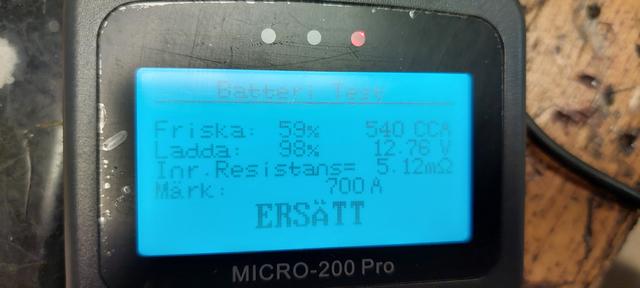 Batteri Test
Friska: 59% 540 CCA
Ladda: 98% 12.76 V
Inr.Resistans= 5.12mΩ
Märk: 700 A
ERSÄTT
MICRO-200 Pro